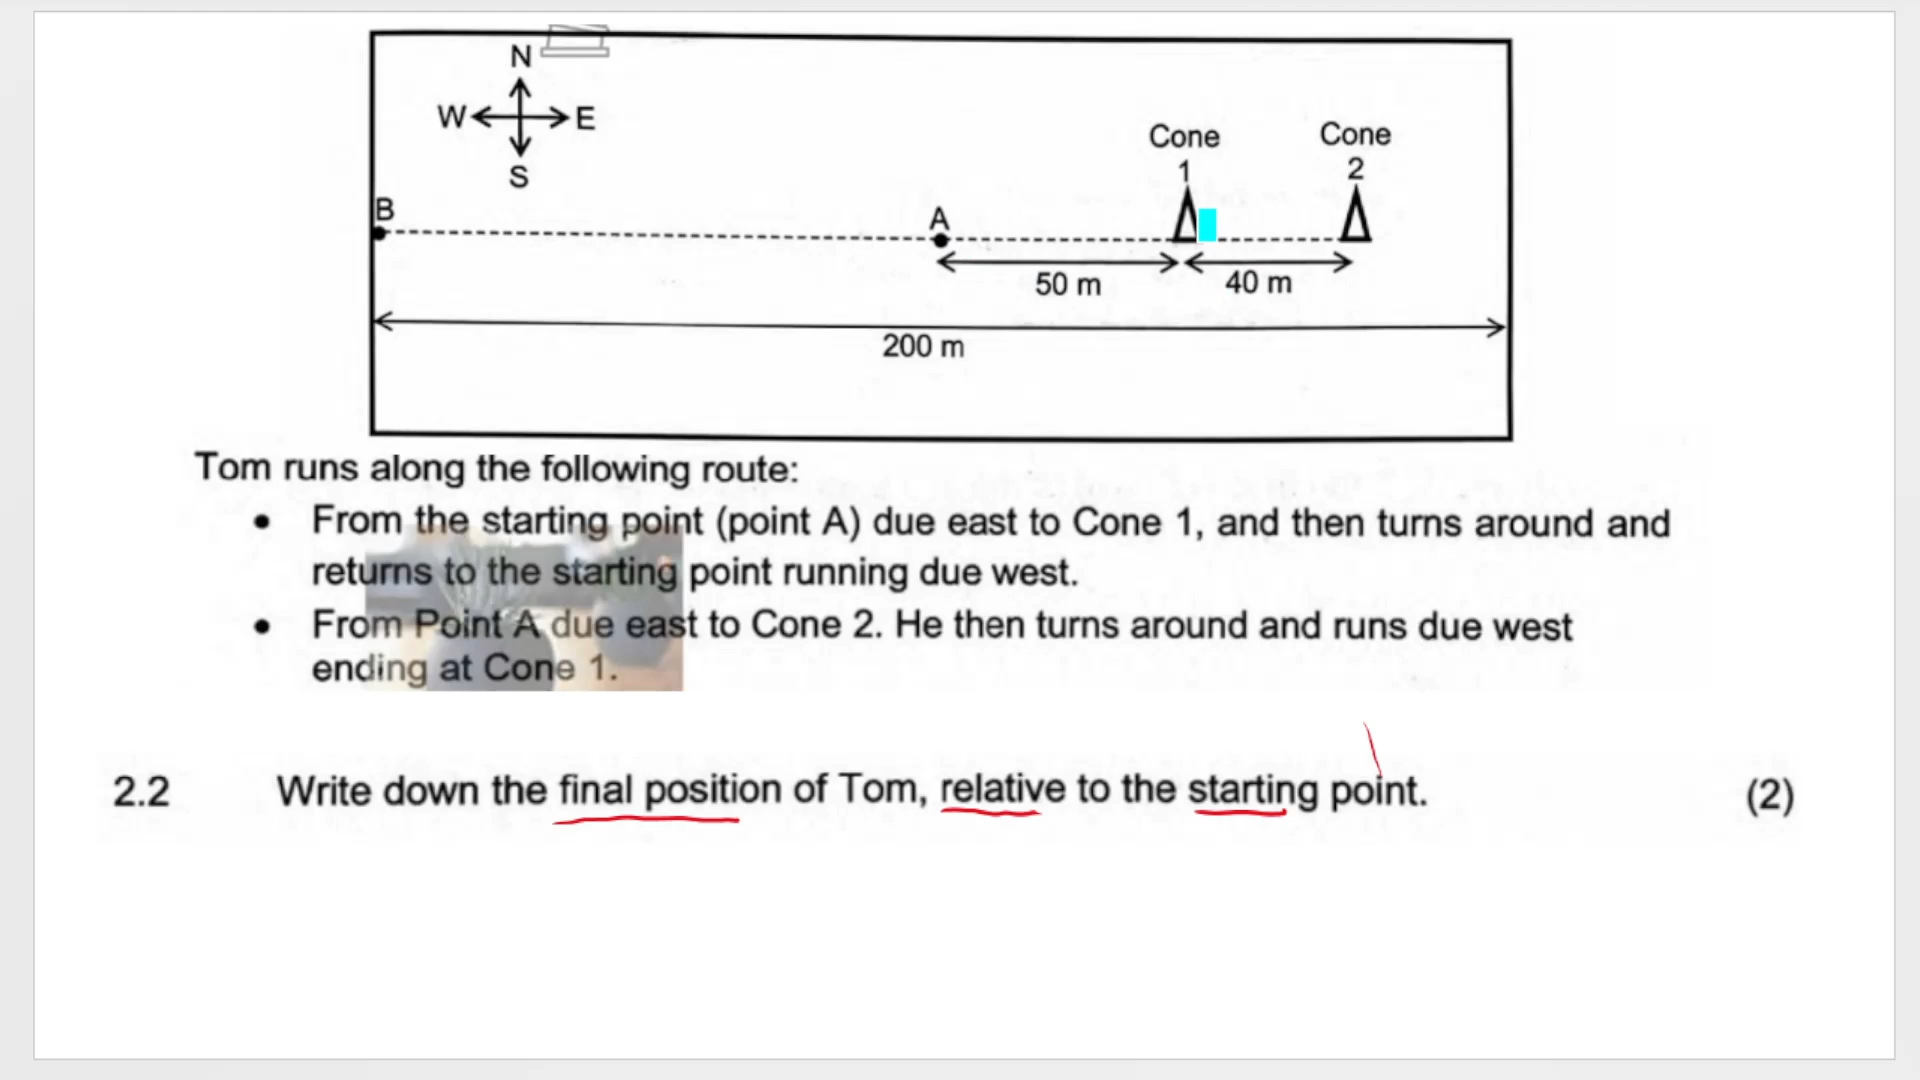 N
W E
S
Cone Cone
1 2
B
A
50 m 40 m
200 m
Tom runs along the following route:
• From the starting point (point A) due east to Cone 1, and then turns around and
returns to the starting point running due west.
• From Point A due east to Cone 2. He then turns around and runs due west
ending at Cone 1.
2.2 Write down the final position of Tom, relative to the starting point. (2)